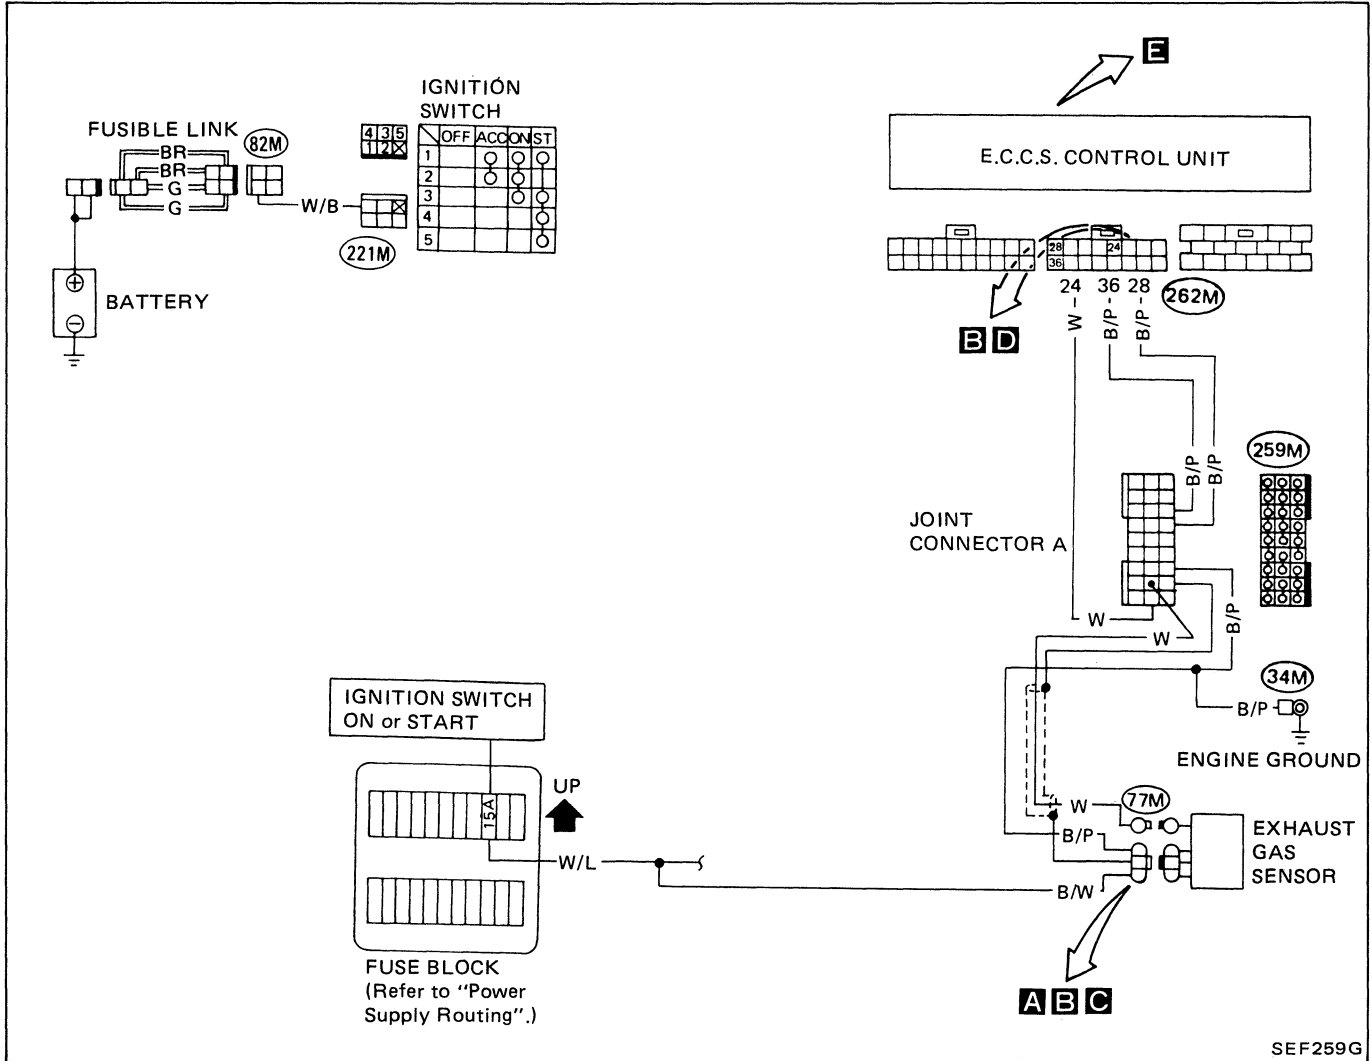 E
IGNITION
SWITCH
FUSIBLE LINK
82M
4 3 5
1 2
OFF ACC ON ST
1
2
3
4
5
BR
BR
G
G
W/B
221M
E.C.C.S. CONTROL UNIT
BATTERY
28 24
36
24 36 28
262M
W
B/P
B/P
B D
B/P
B/P
259M
JOINT
CONNECTOR A
W
W
B/P
34M
B/P
ENGINE GROUND
IGNITION SWITCH
ON or START
UP
15A
W/L
W
77M
B/P
B/W
EXHAUST
GAS
SENSOR
FUSE BLOCK
(Refer to "Power
Supply Routing".)
A B C
SEF259G